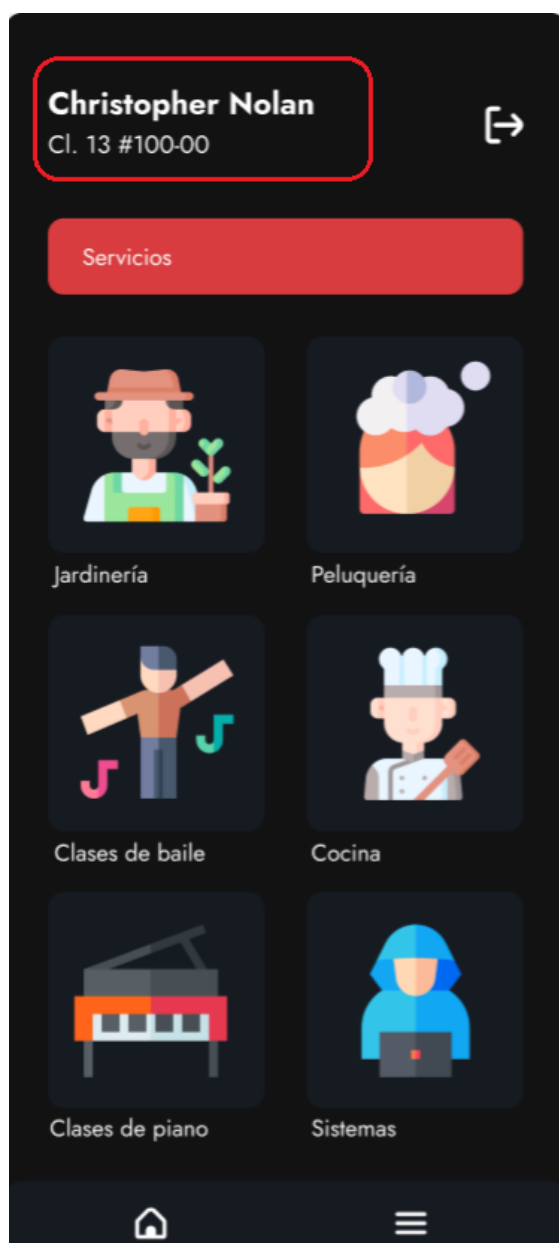 Christopher Nolan
Cl. 13 #100-00
Servicios
Jardinería
Peluquería
Clases de baile
Cocina
Clases de piano
Sistemas